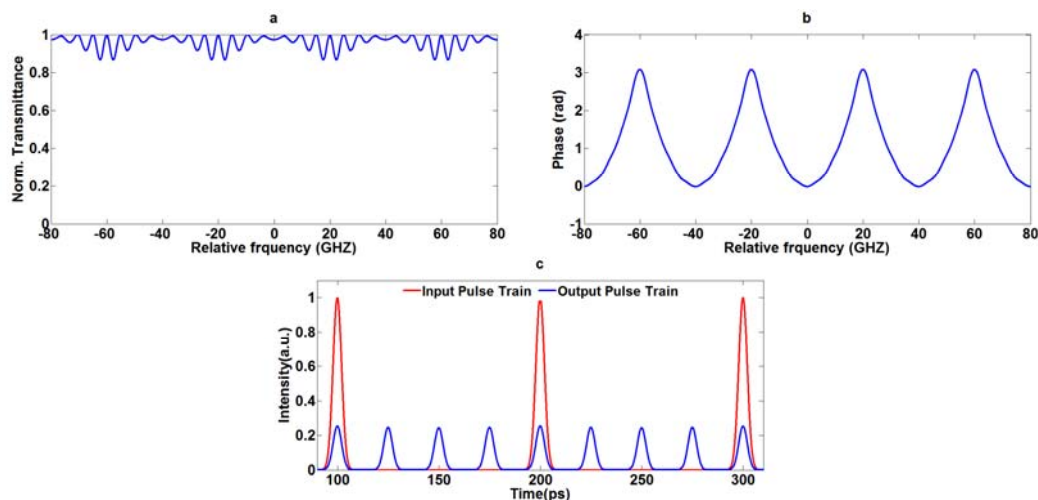 a
1
0.8
0.6
0.4
0.2
0
Norm. Transmittance
-80 -60 -40 -20 0 20 40 60 80
Relative frquency (GHZ)
b
4
3
2
1
0
-1
Phase (rad)
-80 -60 -40 -20 0 20 40 60 80
Relative frquency (GHZ)
c
Input Pulse Train Output Pulse Train
1
0.8
0.6
0.4
0.2
0
Intensity(a.u.)
100 150 200 250 300
Time(ps)